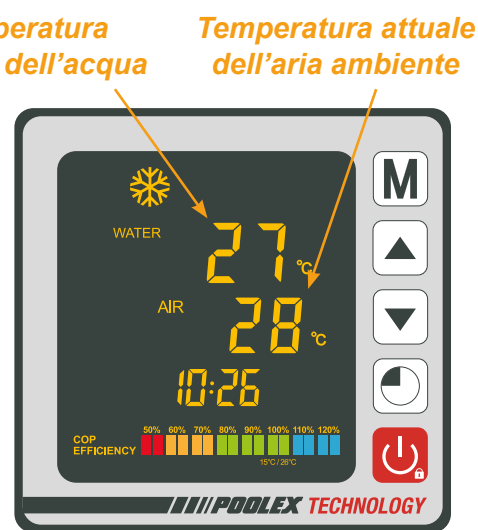 peratura
dell'acqua
Temperatura attuale
dell'aria ambiente
WATER
27 °C
AIR
28 °C
10:26
50% 60% 70% 80% 90% 100% 110% 120%
COP
EFFICIENCY
15°C / 26°C
M
POOLEX TECHNOLOGY